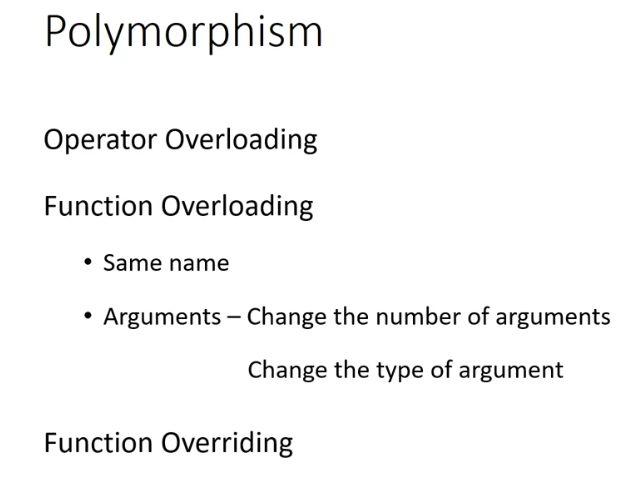 Polymorphism
Operator Overloading
Function Overloading
• Same name
• Arguments – Change the number of arguments
Change the type of argument
Function Overriding